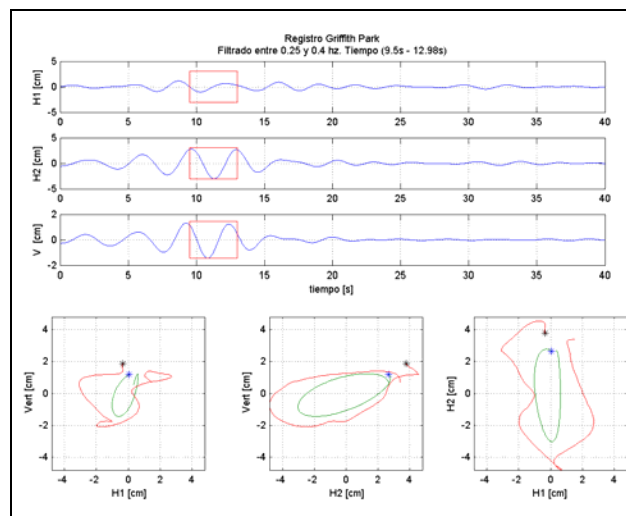 Registro Griffith Park
Filtrado entre 0.25 y 0.4 hz. Tiempo (9.5s - 12.98s)
5
0
-5
H1 [cm]
0 5 10 15 20 25 30 35 40
5
0
-5
H2 [cm]
0 5 10 15 20 25 30 35 40
2
0
-2
V [cm]
0 5 10 15 20 25 30 35 40
tiempo [s]
4
2
0
-2
-4
Vert [cm]
-4 -2 0 2 4
H1 [cm]
4
2
0
-2
-4
Vert [cm]
-4 -2 0 2 4
H2 [cm]
4
2
0
-2
-4
H2 [cm]
-4 -2 0 2 4
H1 [cm]